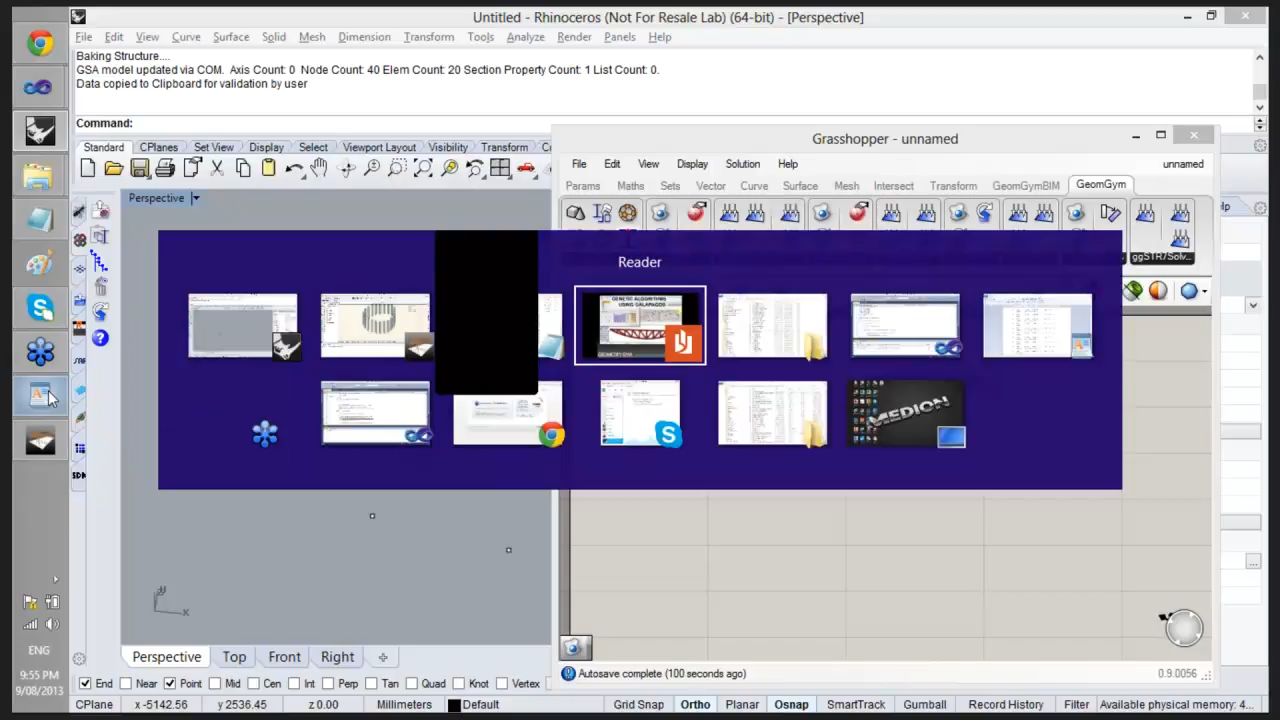 Untitled - Rhinoceros (Not For Resale Lab) (64-bit) - [Perspective]
File Edit View Curve Surface Solid Mesh Dimension Transform Tools Analyze Render Panels Help
Baking Structure....
GSA model updated via COM. Axis Count: 0 Node Count: 40 Elem Count: 20 Section Property Count: 1 List Count: 0.
Data copied to Clipboard for validation by user
Command:
Standard CPlanes Set View Display Select Viewport Layout Visibility Transform
Grasshopper - unnamed
File Edit View Display Solution Help unnamed
Params Maths Sets Vector Curve Surface Mesh Intersect Transform GeomGymBIM GeomGym
Perspective
ggSTR7Solv...
Reader
GENETIC ALGORITHMS
USING GALAPAGOS
MEDION
Perspective Top Front Right
Autosave complete (100 seconds ago) 0.9.0056
End Near Point Mid Cen Int Perp Tan Quad Knot Vertex
CPlane x -5142.56 y 2536.45 z 0.00 Millimeters Default Grid Snap Ortho Planar Osnap SmartTrack Gumball Record History Filter Available physical memory: 4...
ENG
9:55 PM
9/08/2013